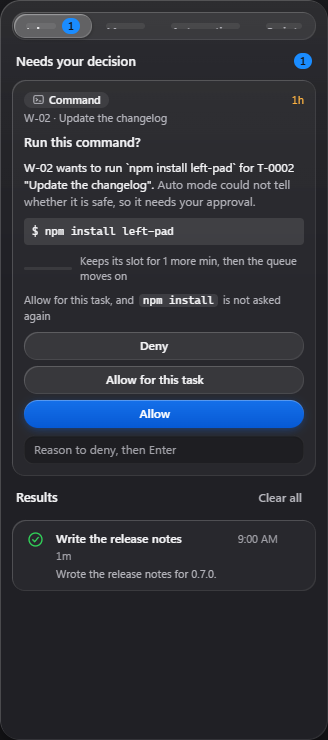 1
Needs your decision
1
Command
1h
W-02 · Update the changelog
Run this command?
W-02 wants to run `npm install left-pad` for T-0002
"Update the changelog". Auto mode could not tell
whether it is safe, so it needs your approval.
$ npm install left-pad
Keeps its slot for 1 more min, then the queue
moves on
Allow for this task, and npm install is not asked
again
Deny
Allow for this task
Allow
Reason to deny, then Enter
Results
Clear all
Write the release notes
9:00 AM
1m
Wrote the release notes for 0.7.0.